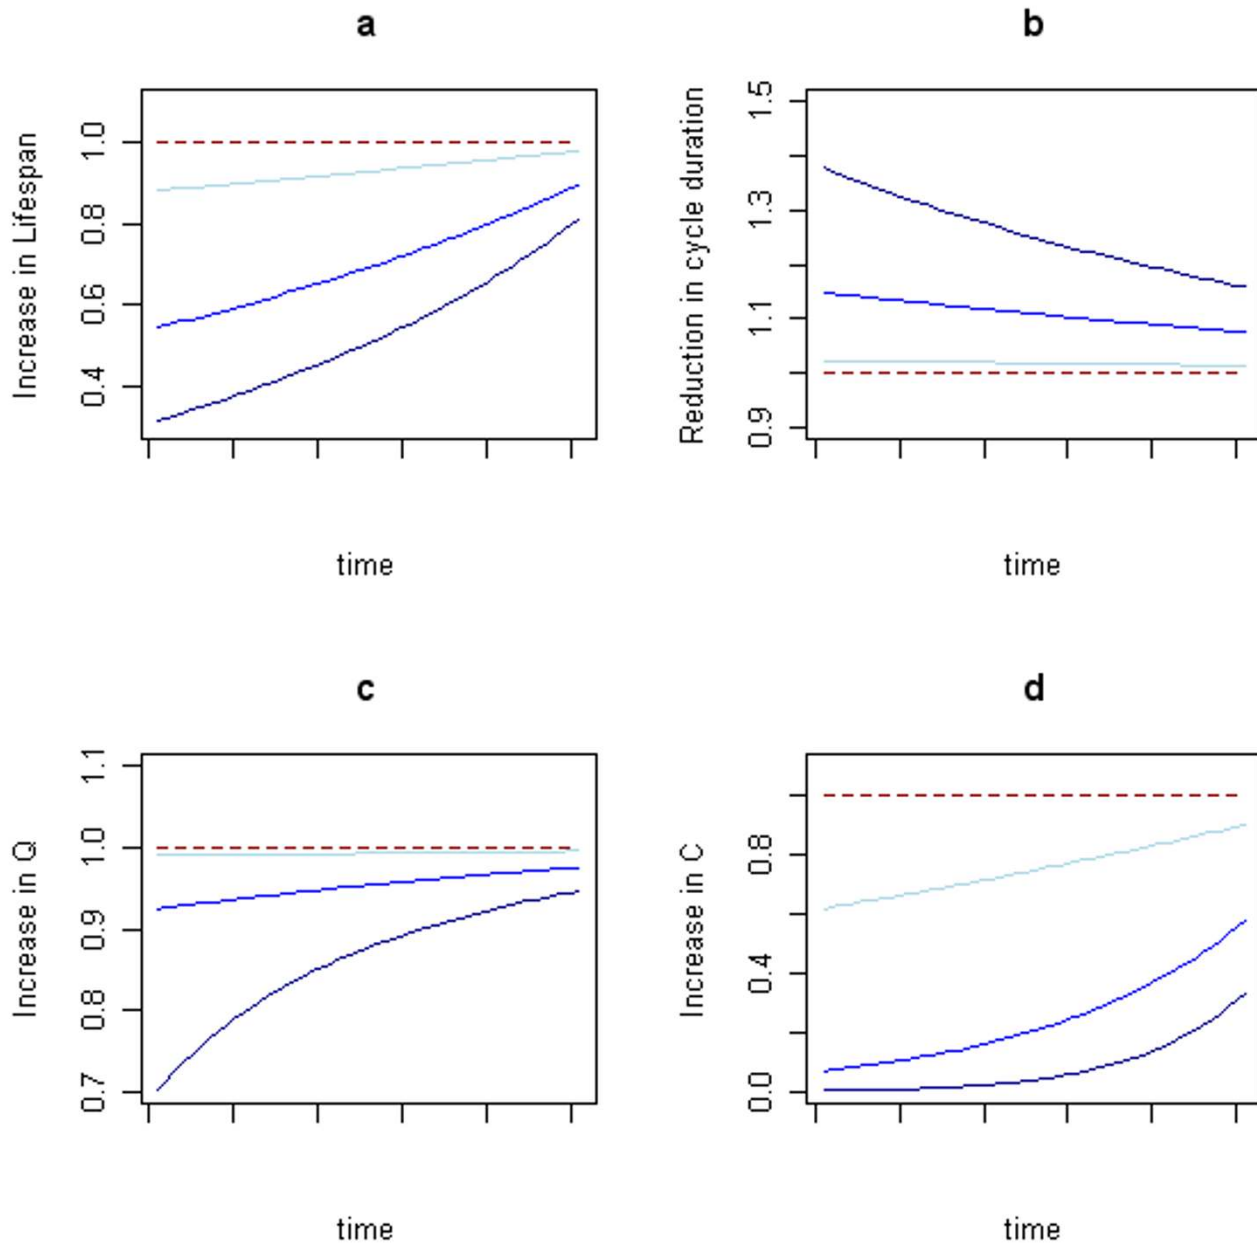 a
Increase in Lifespan
1.0
0.8
0.6
0.4
time
b
Reduction in cycle duration
1.5
1.3
1.1
0.9
time
c
Increase in Q
1.1
1.0
0.9
0.8
0.7
time
d
Increase in C
0.8
0.4
0.0
time